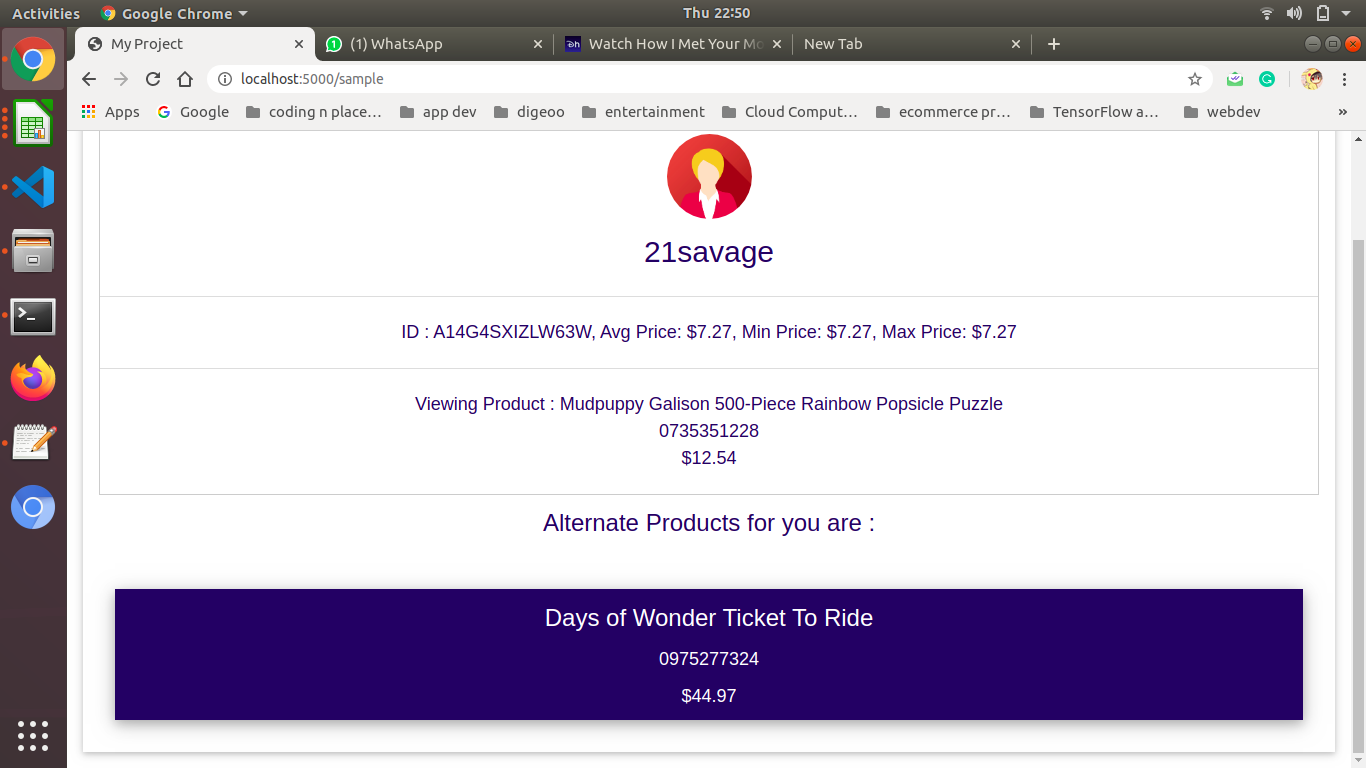 Activities
Google Chrome
Thu 22:50
My Project
(1) WhatsApp
Watch How I Met Your Mo
New Tab
localhost:5000/sample
Apps
Google
coding n place…
app dev
digeoo
entertainment
Cloud Comput…
ecommerce pr…
TensorFlow a…
webdev
»
21savage
ID : A14G4SXIZLW63W, Avg Price: $7.27, Min Price: $7.27, Max Price: $7.27
Viewing Product : Mudpuppy Galison 500-Piece Rainbow Popsicle Puzzle
0735351228
$12.54
Alternate Products for you are :
Days of Wonder Ticket To Ride
0975277324
$44.97